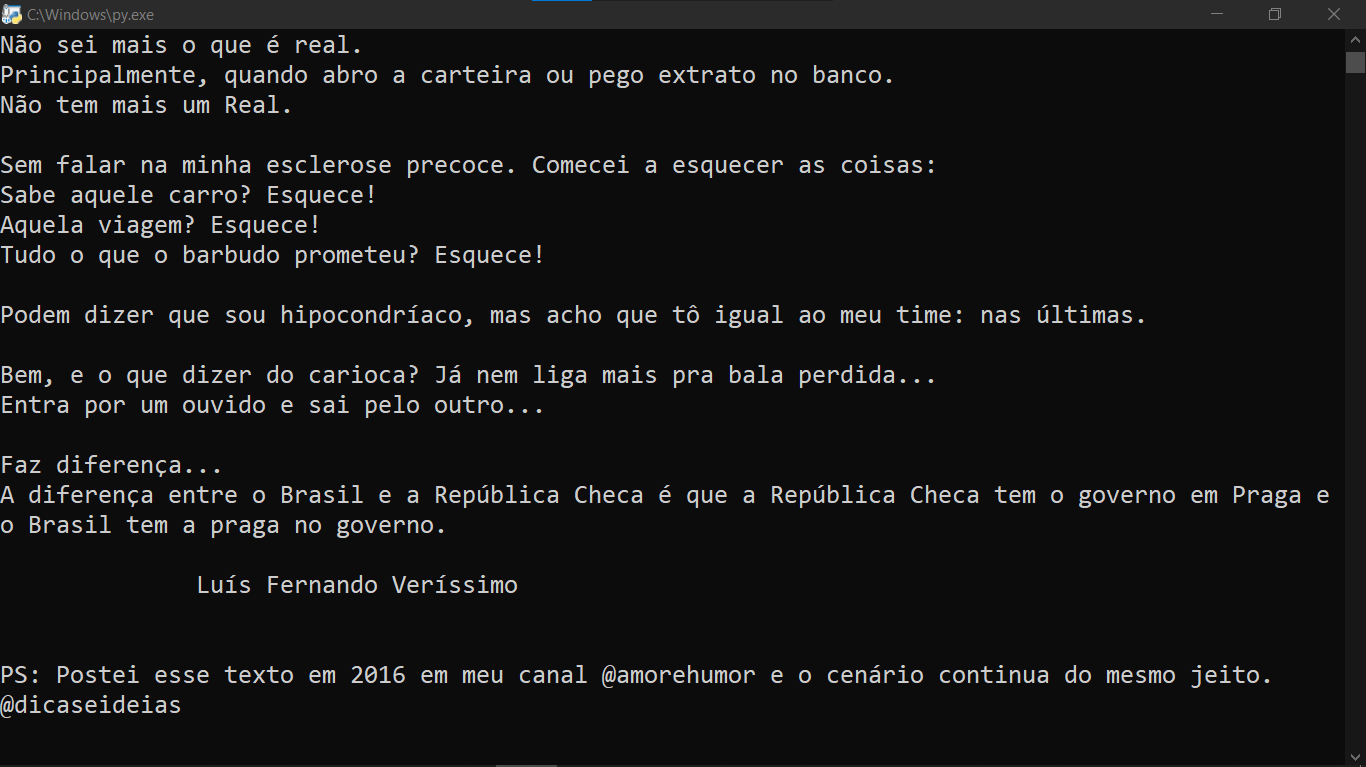 C:\Windows\py.exe
Não sei mais o que é real.
Principalmente, quando abro a carteira ou pego extrato no banco.
Não tem mais um Real.
Sem falar na minha esclerose precoce. Comecei a esquecer as coisas:
Sabe aquele carro? Esquece!
Aquela viagem? Esquece!
Tudo o que o barbudo prometeu? Esquece!
Podem dizer que sou hipocondríaco, mas acho que tô igual ao meu time: nas últimas.
Bem, e o que dizer do carioca? Já nem liga mais pra bala perdida...
Entra por um ouvido e sai pelo outro...
Faz diferença...
A diferença entre o Brasil e a República Checa é que a República Checa tem o governo em Praga e
o Brasil tem a praga no governo.
Luís Fernando Veríssimo
PS: Postei esse texto em 2016 em meu canal @amorehumor e o cenário continua do mesmo jeito.
@dicaseideias